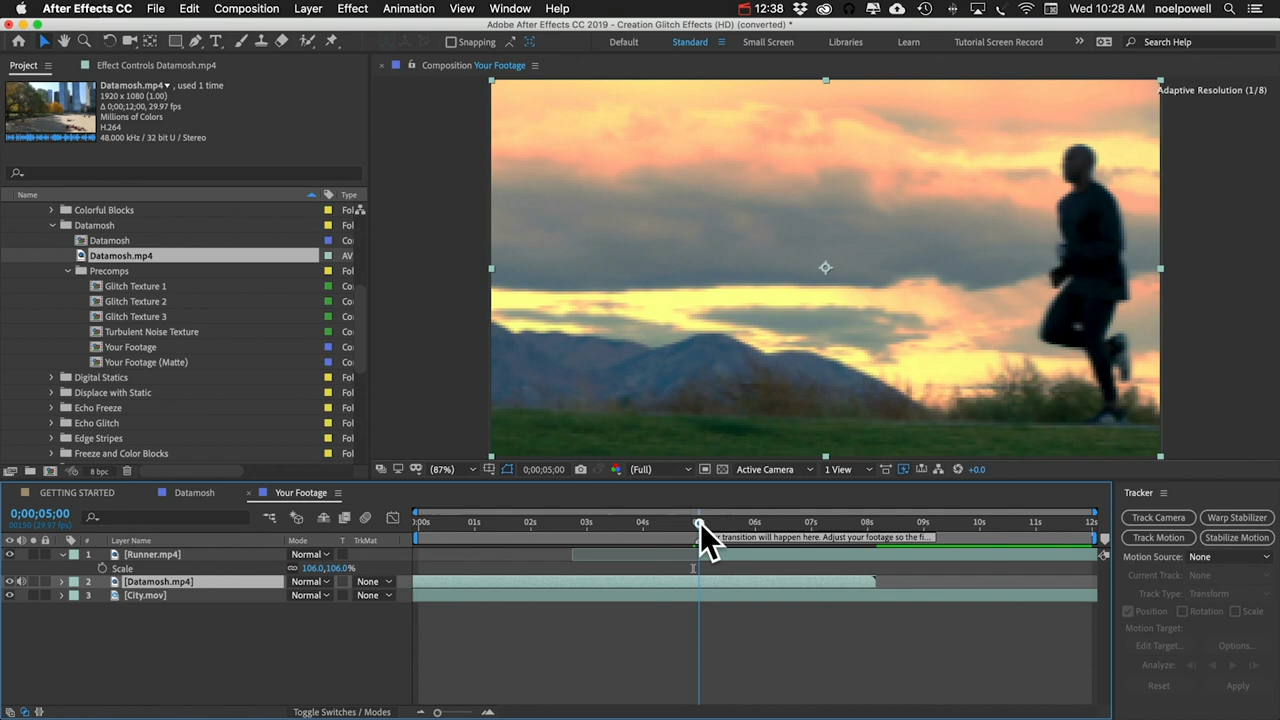 After Effects CC File Edit Composition Layer Effect Animation View Window Help 12:38 Wed 10:28 AM noelpowell
Adobe After Effects CC 2019 - Creation Glitch Effects (HD) (converted) *
Snapping Default Standard Small Screen Libraries Learn Tutorial Screen Record Search Help
Project Effect Controls Datamosh.mp4 Composition Your Footage
Datamosh.mp4 , used 1 time
1920 x 1080 (1.00)
Δ 0;00;12;00, 29.97 fps
Millions of Colors
H.264
48.000 kHz / 32 bit U / Stereo
Adaptive Resolution (1/8)
Name Type
Colorful Blocks Fol
Datamosh Fol
Datamosh Co
Datamosh.mp4 AV
Precomps Fol
Glitch Texture 1 Co
Glitch Texture 2 Co
Glitch Texture 3 Co
Turbulent Noise Texture Co
Your Footage Co
Your Footage (Matte) Co
Digital Statics Fol
Displace with Static Fol
Echo Freeze Fol
Echo Glitch Fol
Edge Stripes Fol
Freeze and Color Blocks Fol
8 bpc
(87%) 0;00;05;00 (Full) Active Camera 1 View +0.0
GETTING STARTED Datamosh Your Footage
0;00;05;00
00150 (29.97 fps)
:00s 01s 02s 03s 04s 06s 07s 08s 09s 10s 11s 12s
# Layer Name Mode T TrkMat
transition will happen here. Adjust your footage so the fi...
1 [Runner.mp4] Normal
Scale 106.0,106.0%
2 [Datamosh.mp4] Normal None
3 [City.mov] Normal None
Toggle Switches / Modes
Tracker
Track Camera Warp Stabilizer
Track Motion Stabilize Motion
Motion Source: None
Current Track: None
Track Type: Transform
Position Rotation Scale
Motion Target:
Edit Target... Options...
Analyze:
Reset Apply